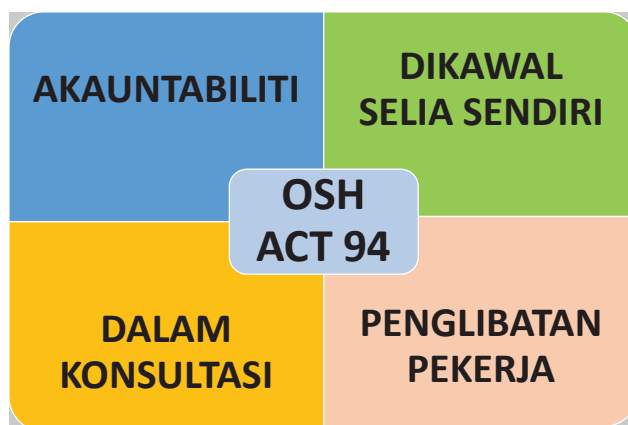 AKAUNTABILITI
DIKAWAL
SELIA SENDIRI
OSH
ACT 94
DALAM
KONSULTASI
PENGLIBATAN
PEKERJA